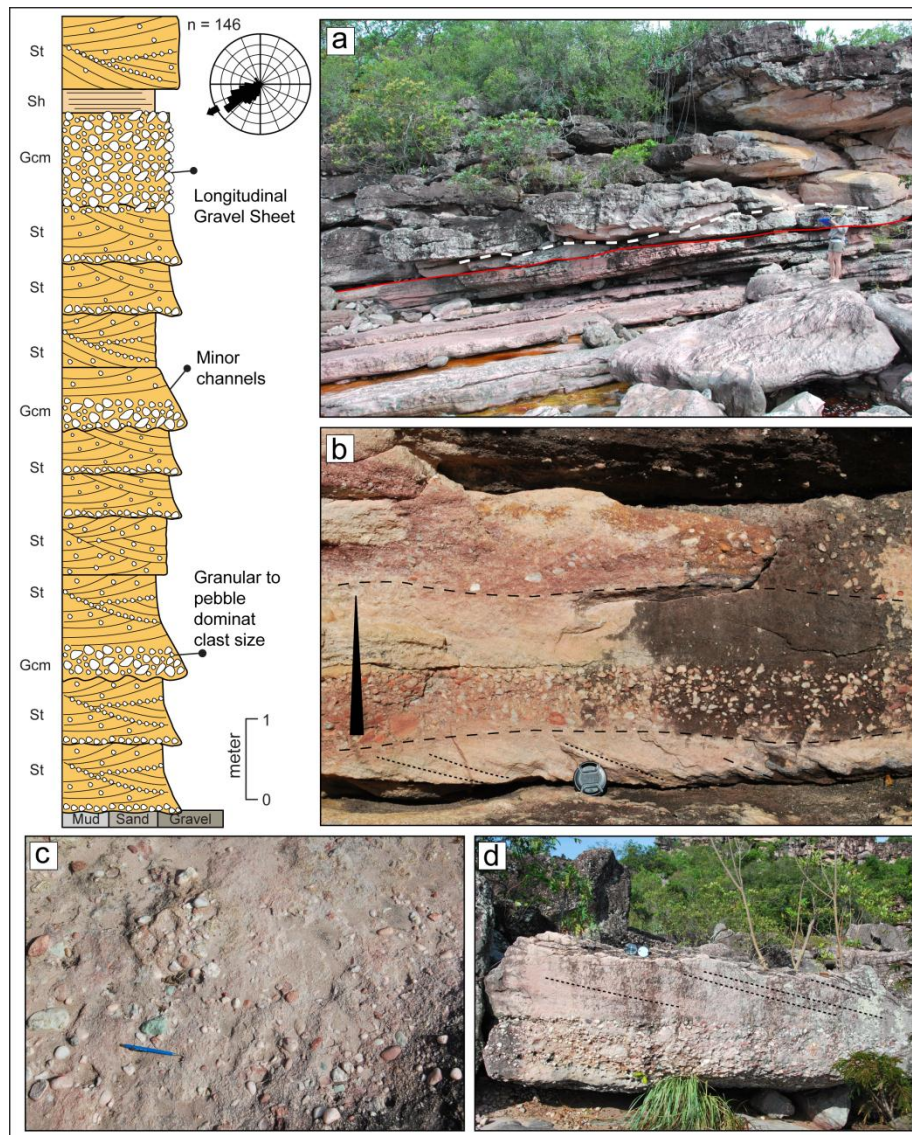 n = 146
St
Sh
Gcm
Longitudinal
Gravel Sheet
St
St
St
Minor
channels
Gcm
St
St
St
Granular to
pebble
dominat
clast size
Gcm
St
St
1
meter
0
Mud Sand Gravel
a
b
c
d